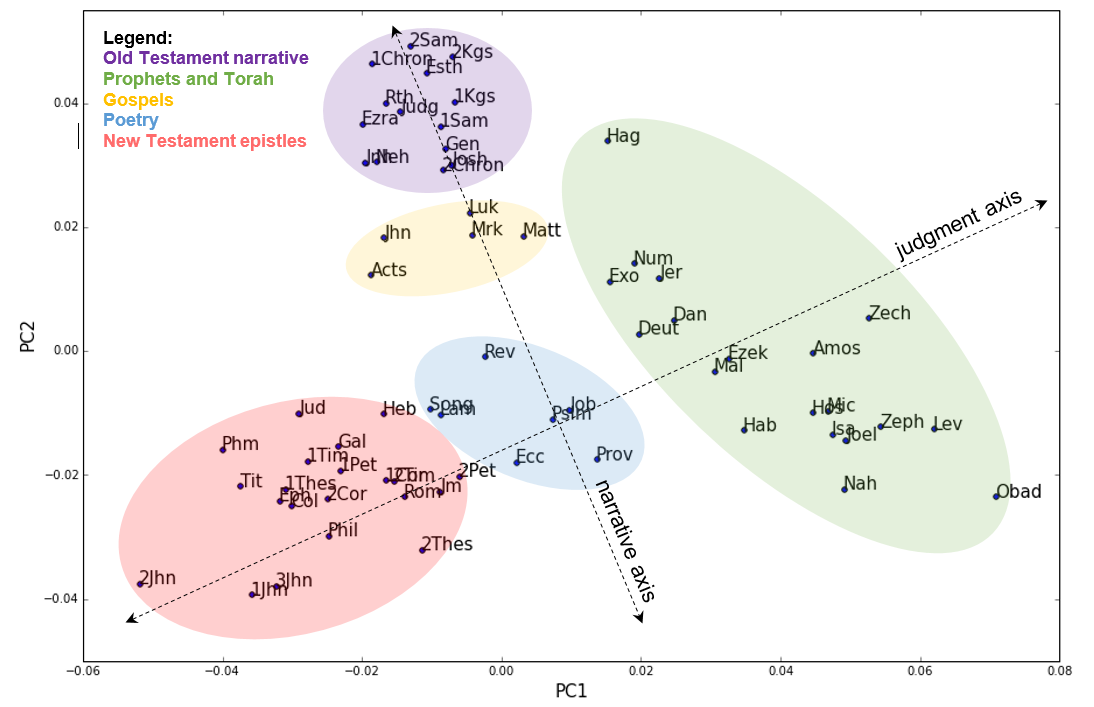 Legend:
Old Testament narrative
Prophets and Torah
Gospels
Poetry
New Testament epistles
2Sam
2Kgs
1Chron
Esth
Rth
Judg
1Kgs
Ezra
1Sam
Gen
Neh
Josh
2Chron
Hag
Luk
Mrk
Matt
Jhn
Acts
judgment axis
Num
Jer
Exo
Dan
Deut
Zech
Amos
Ezek
Mal
Rev
Song
Lam
Job
Pslm
Prov
Ecc
Hos
Mic
Hab
Isa
Joel
Zeph
Lev
Nah
Obad
Jud
Heb
Phm
Gal
1Tim
1Pet
Tit
1Thes
Eph
Col
2Cor
Rom
Jm
2Pet
Phil
2Thes
2Jhn
1Jhn
3Jhn
narrative axis
PC2
0.04
0.02
0.00
−0.02
−0.04
−0.06
−0.04
−0.02
0.00
0.02
0.04
0.06
0.08
PC1